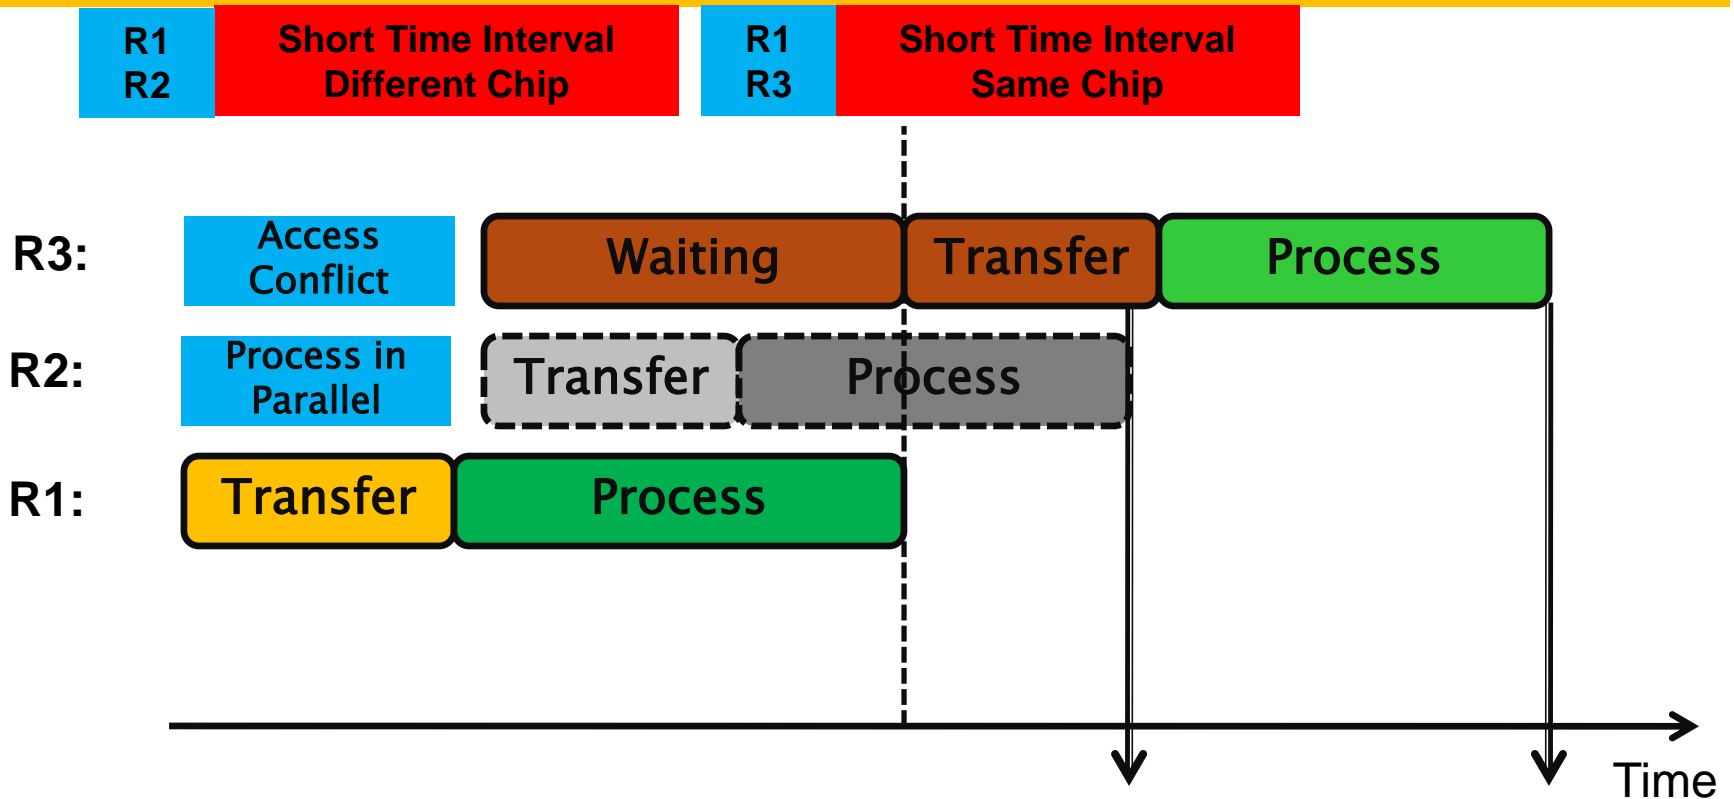 R1
R2
Short Time Interval
Different Chip
R1
R3
Short Time Interval
Same Chip
R3:
Access
Conflict
Waiting
Transfer
Process
R2:
Process in
Parallel
Transfer
Process
R1:
Transfer
Process
Time